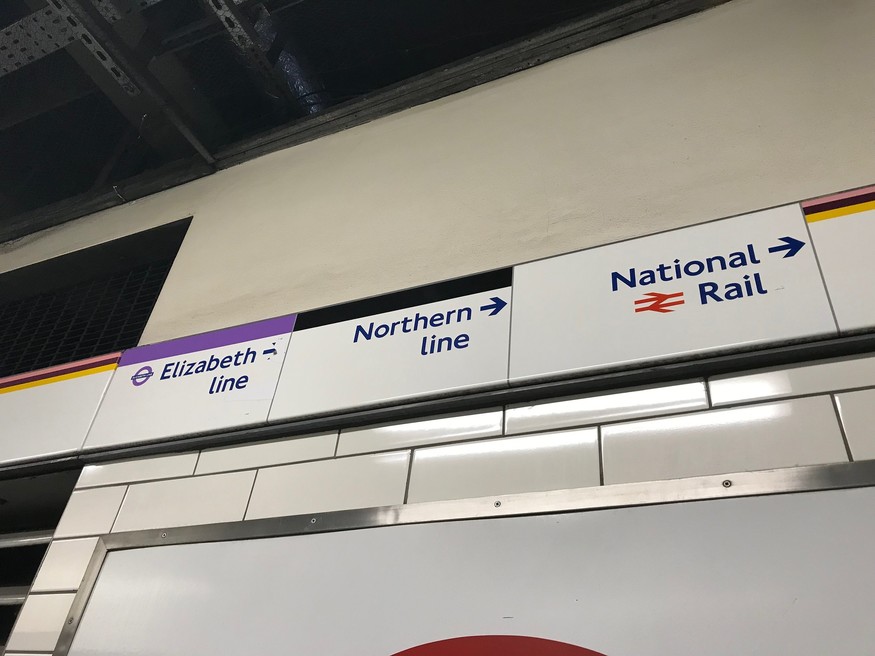 Elizabeth
line
Northern →
line
National →
Rail